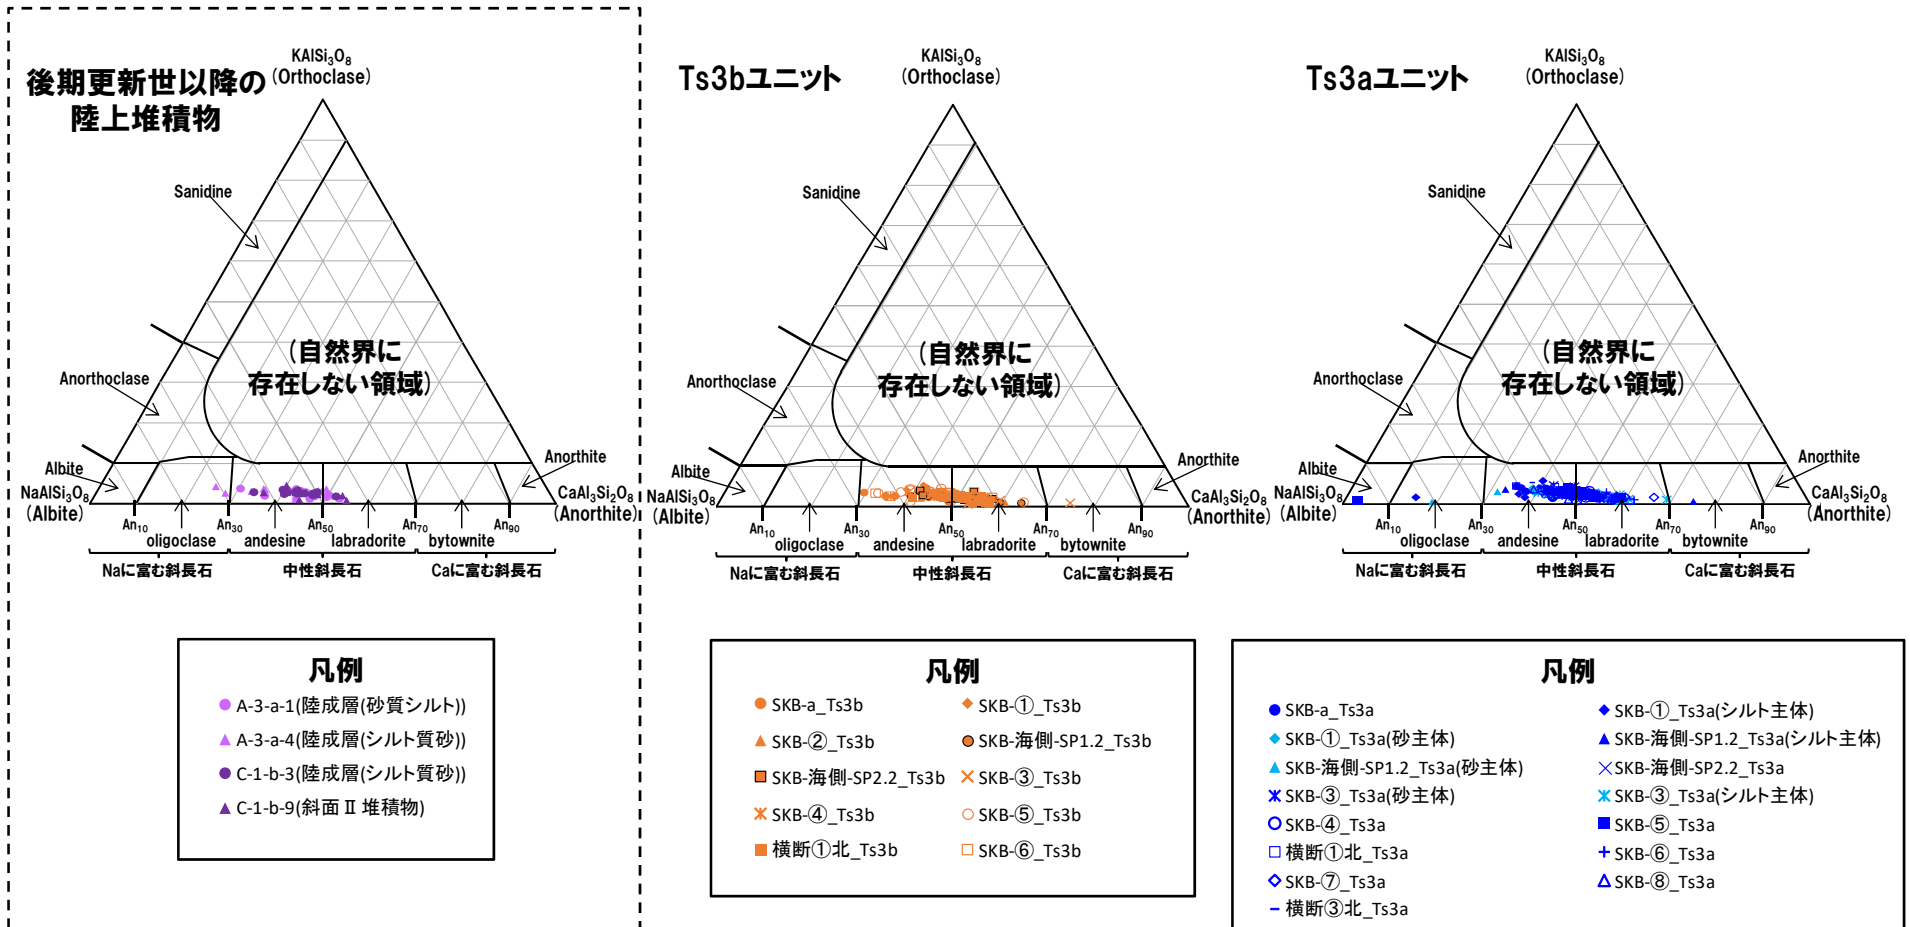 後期更新世以降の
陸上堆積物
KAlSi₃O₈
(Orthoclase)
Sanidine
(自然界に
存在しない領域)
Anorthoclase
Albite
NaAlSi₃O₈
(Albite)
Anorthite
CaAl₃Si₂O₈
(Anorthite)
An₁₀
An₃₀
An₅₀
An₇₀
An₉₀
oligoclase
andesine
labradorite
bytownite
Naに富む斜長石
中性斜長石
Caに富む斜長石
凡例
A-3-a-1(陸成層(砂質シルト))
A-3-a-4(陸成層(シルト質砂))
C-1-b-3(陸成層(シルト質砂))
C-1-b-9(斜面Ⅱ堆積物)
Ts3bユニット
KAlSi₃O₈
(Orthoclase)
Sanidine
(自然界に
存在しない領域)
Anorthoclase
Albite
NaAlSi₃O₈
(Albite)
Anorthite
CaAl₃Si₂O₈
(Anorthite)
An₁₀
An₃₀
An₅₀
An₇₀
An₉₀
oligoclase
andesine
labradorite
bytownite
Naに富む斜長石
中性斜長石
Caに富む斜長石
凡例
SKB-a_Ts3b
SKB-①_Ts3b
SKB-②_Ts3b
SKB-海側-SP1.2_Ts3b
SKB-海側-SP2.2_Ts3b
SKB-③_Ts3b
SKB-④_Ts3b
SKB-⑤_Ts3b
横断①北_Ts3b
SKB-⑥_Ts3b
Ts3aユニット
KAlSi₃O₈
(Orthoclase)
Sanidine
(自然界に
存在しない領域)
Anorthoclase
Albite
NaAlSi₃O₈
(Albite)
Anorthite
CaAl₃Si₂O₈
(Anorthite)
An₁₀
An₃₀
An₅₀
An₇₀
An₉₀
oligoclase
andesine
labradorite
bytownite
Naに富む斜長石
中性斜長石
Caに富む斜長石
凡例
SKB-a_Ts3a
SKB-①_Ts3a(シルト主体)
SKB-①_Ts3a(砂主体)
SKB-海側-SP1.2_Ts3a(シルト主体)
SKB-海側-SP1.2_Ts3a(砂主体)
SKB-海側-SP2.2_Ts3a
SKB-③_Ts3a(砂主体)
SKB-③_Ts3a(シルト主体)
SKB-④_Ts3a
SKB-⑤_Ts3a
横断①北_Ts3a
SKB-⑥_Ts3a
SKB-⑦_Ts3a
SKB-⑧_Ts3a
横断③北_Ts3a